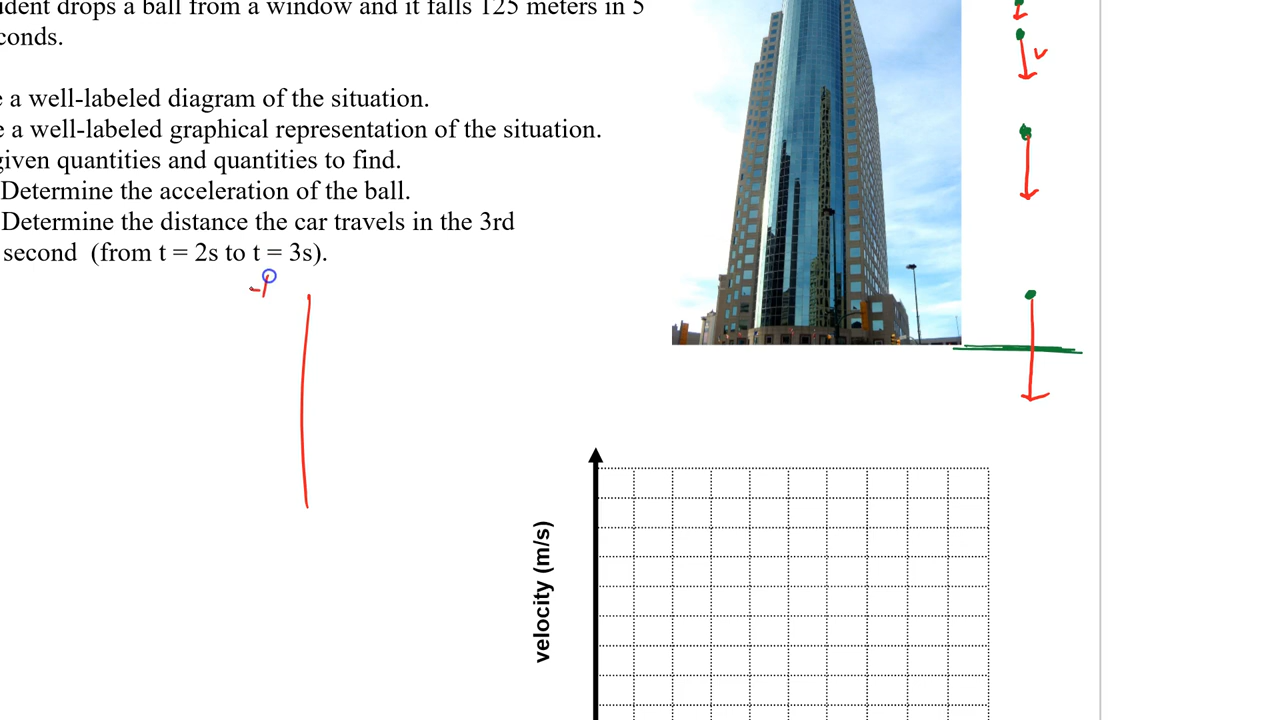 dent drops a ball from a window and it falls 125 meters in 5
conds.
e a well-labeled diagram of the situation.
e a well-labeled graphical representation of the situation.
given quantities and quantities to find.
Determine the acceleration of the ball.
Determine the distance the car travels in the 3rd
second (from t = 2s to t = 3s).
v
velocity (m/s)